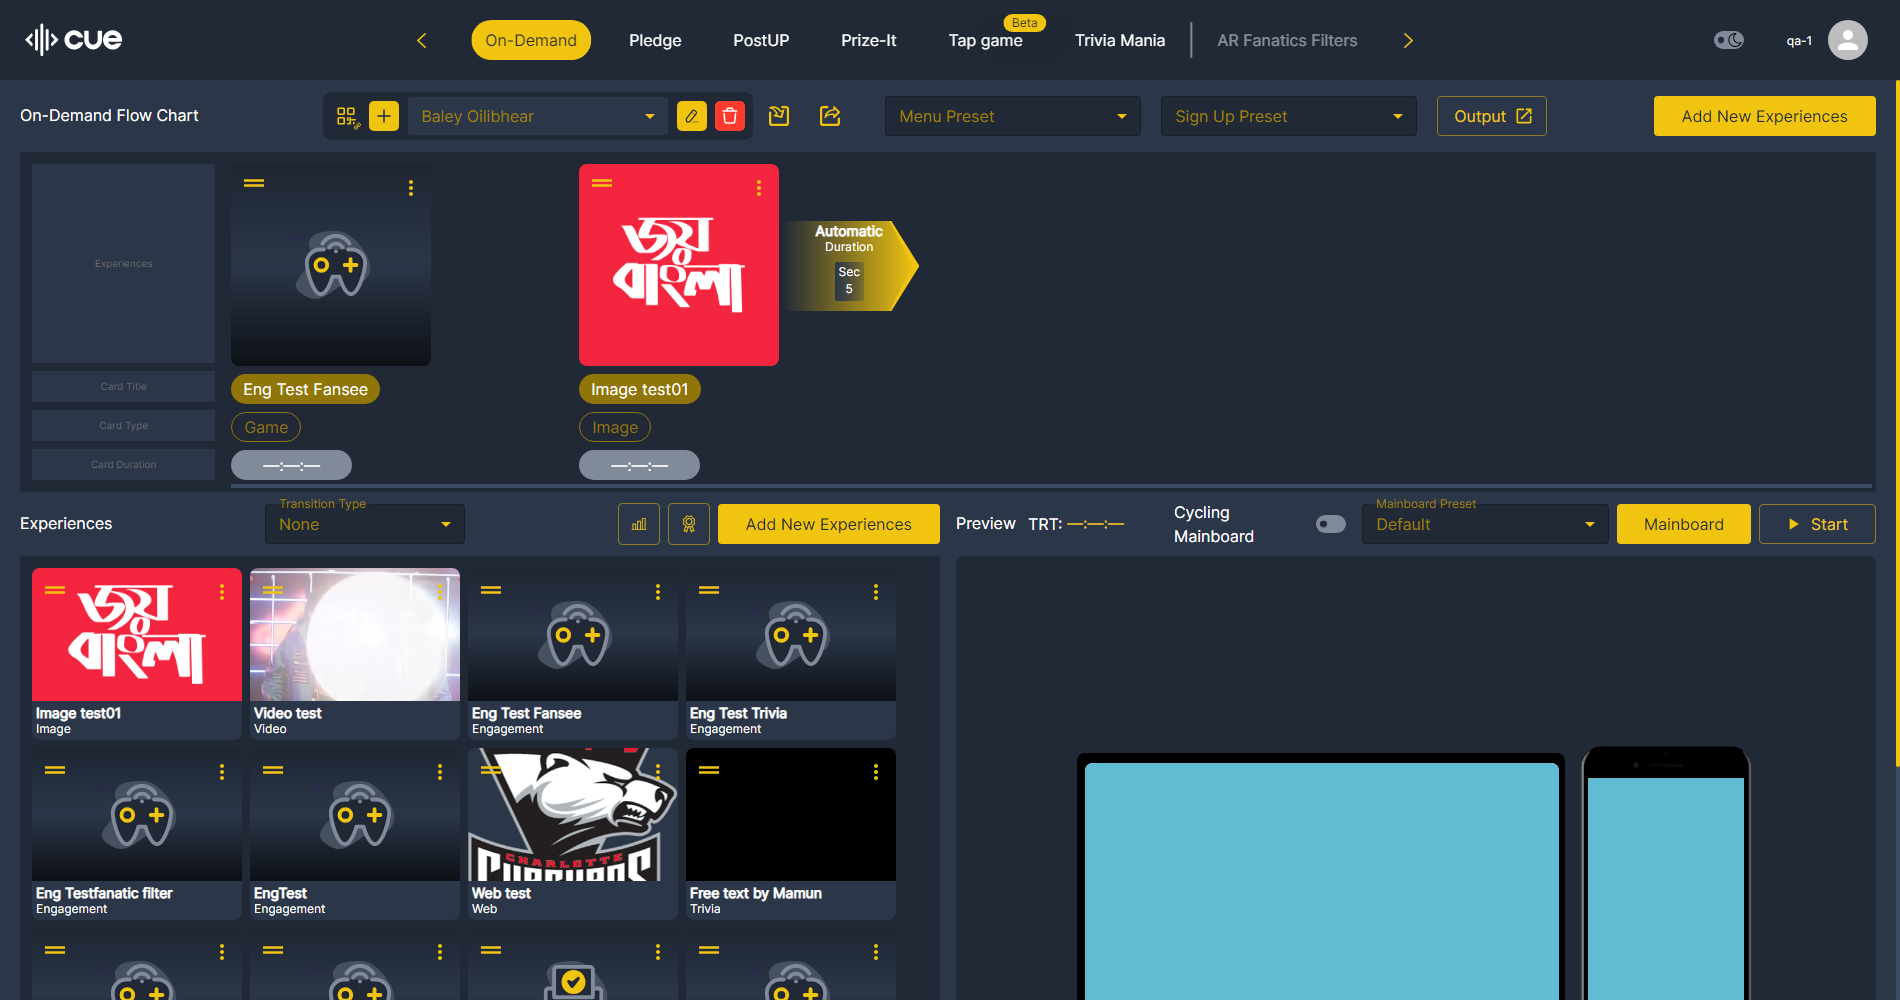 cue
On-Demand
Pledge
PostUP
Prize-It
Tap game
Beta
Trivia Mania
AR Fanatics Filters
qa-1
On-Demand Flow Chart
Baley Oilibhear
Menu Preset
Sign Up Preset
Output
Add New Experiences
Experiences
জয়
বাংলা
Automatic
Duration
Sec
5
Card Title
Eng Test Fansee
Image test01
Card Type
Game
Image
Card Duration
—:—:—
—:—:—
Experiences
Transition Type
None
Add New Experiences
Preview
TRT: —:—:—
Cycling
Mainboard
Mainboard Preset
Default
Mainboard
Start
জয়
বাংলা
Image test01
Image
Video test
Video
Eng Test Fansee
Engagement
Eng Test Trivia
Engagement
CHARLOTTE
Eng Testfanatic filter
Engagement
EngTest
Engagement
Web test
Web
Free text by Mamun
Trivia